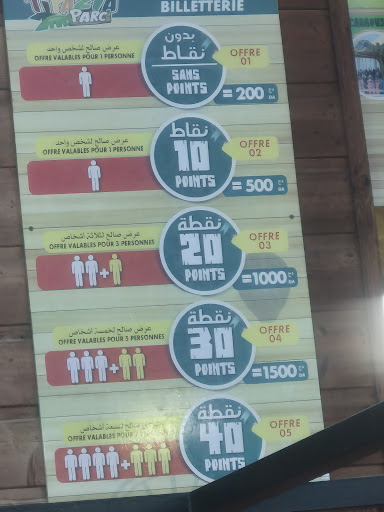 PARC
BILLETTERIE
عرض صالح لشخص واحد
OFFRE VALABLES POUR 1 PERSONNE
بدون
نقاط
SANS
POINTS
OFFRE
01
= 200 DA
عرض صالح لشخص واحد
OFFRE VALABLES POUR 1 PERSONNE
نقاط
10
POINTS
OFFRE
02
= 500 DA
عرض صالح لثلاثة أشخاص
OFFRE VALABLES POUR 3 PERSONNES
+
نقطة
20
POINTS
OFFRE
03
=1000 DA
عرض صالح لخمسة أشخاص
OFFRE VALABLES POUR 5 PERSONNES
+
نقطة
30
POINTS
OFFRE
04
=1500 DA
صالح لسبعة أشخاص
OFFRE VALABLES POUR
+
نقطة
40
POINTS
OFFRE
05